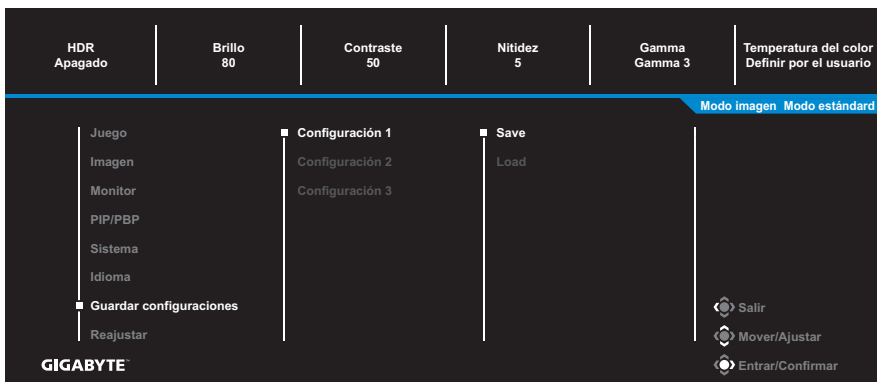 HDR Brillo Contraste Nitidez Gamma Temperatura del color
Apagado 80 50 5 Gamma 3 Definir por el usuario
Modo imagen Modo estándard
Juego Configuración 1 Save
Imagen Configuración 2 Load
Monitor Configuración 3
PIP/PBP
Sistema
Idioma
Guardar configuraciones
Salir
Reajustar
Mover/Ajustar
GIGABYTE™
Entrar/Confirmar